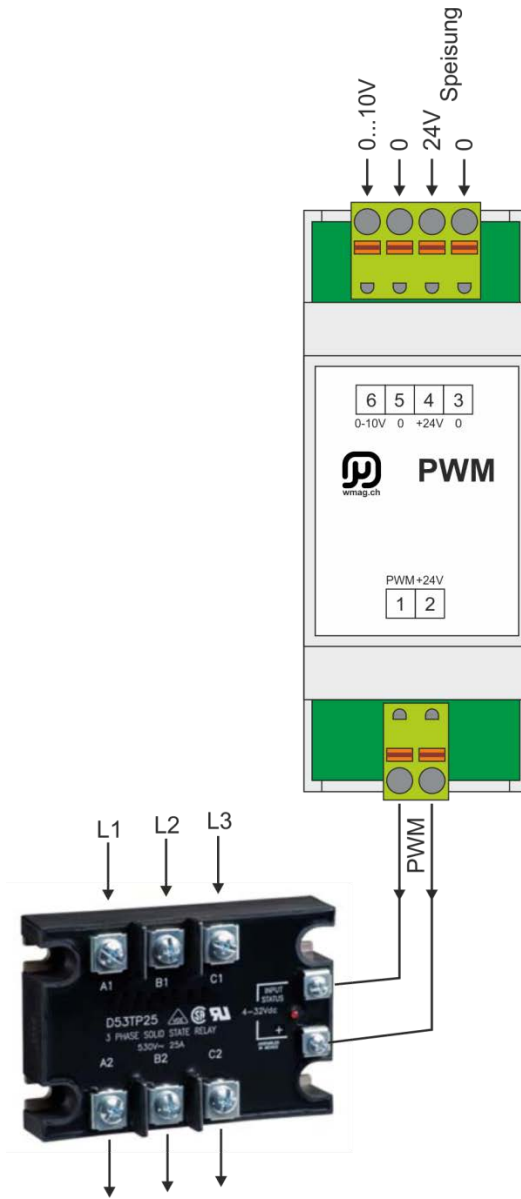 0...10V 0 24V 0
Speisung
6 5 4 3
0-10V 0 +24V 0
wmag.ch
PWM
PWM +24V
1 2
PWM
L1 L2 L3
A1 B1 C1
INPUT
STATUS
4-32Vdc
+
D53TP25
3 PHASE SOLID STATE RELAY
530V~ 25A
A2 B2 C2